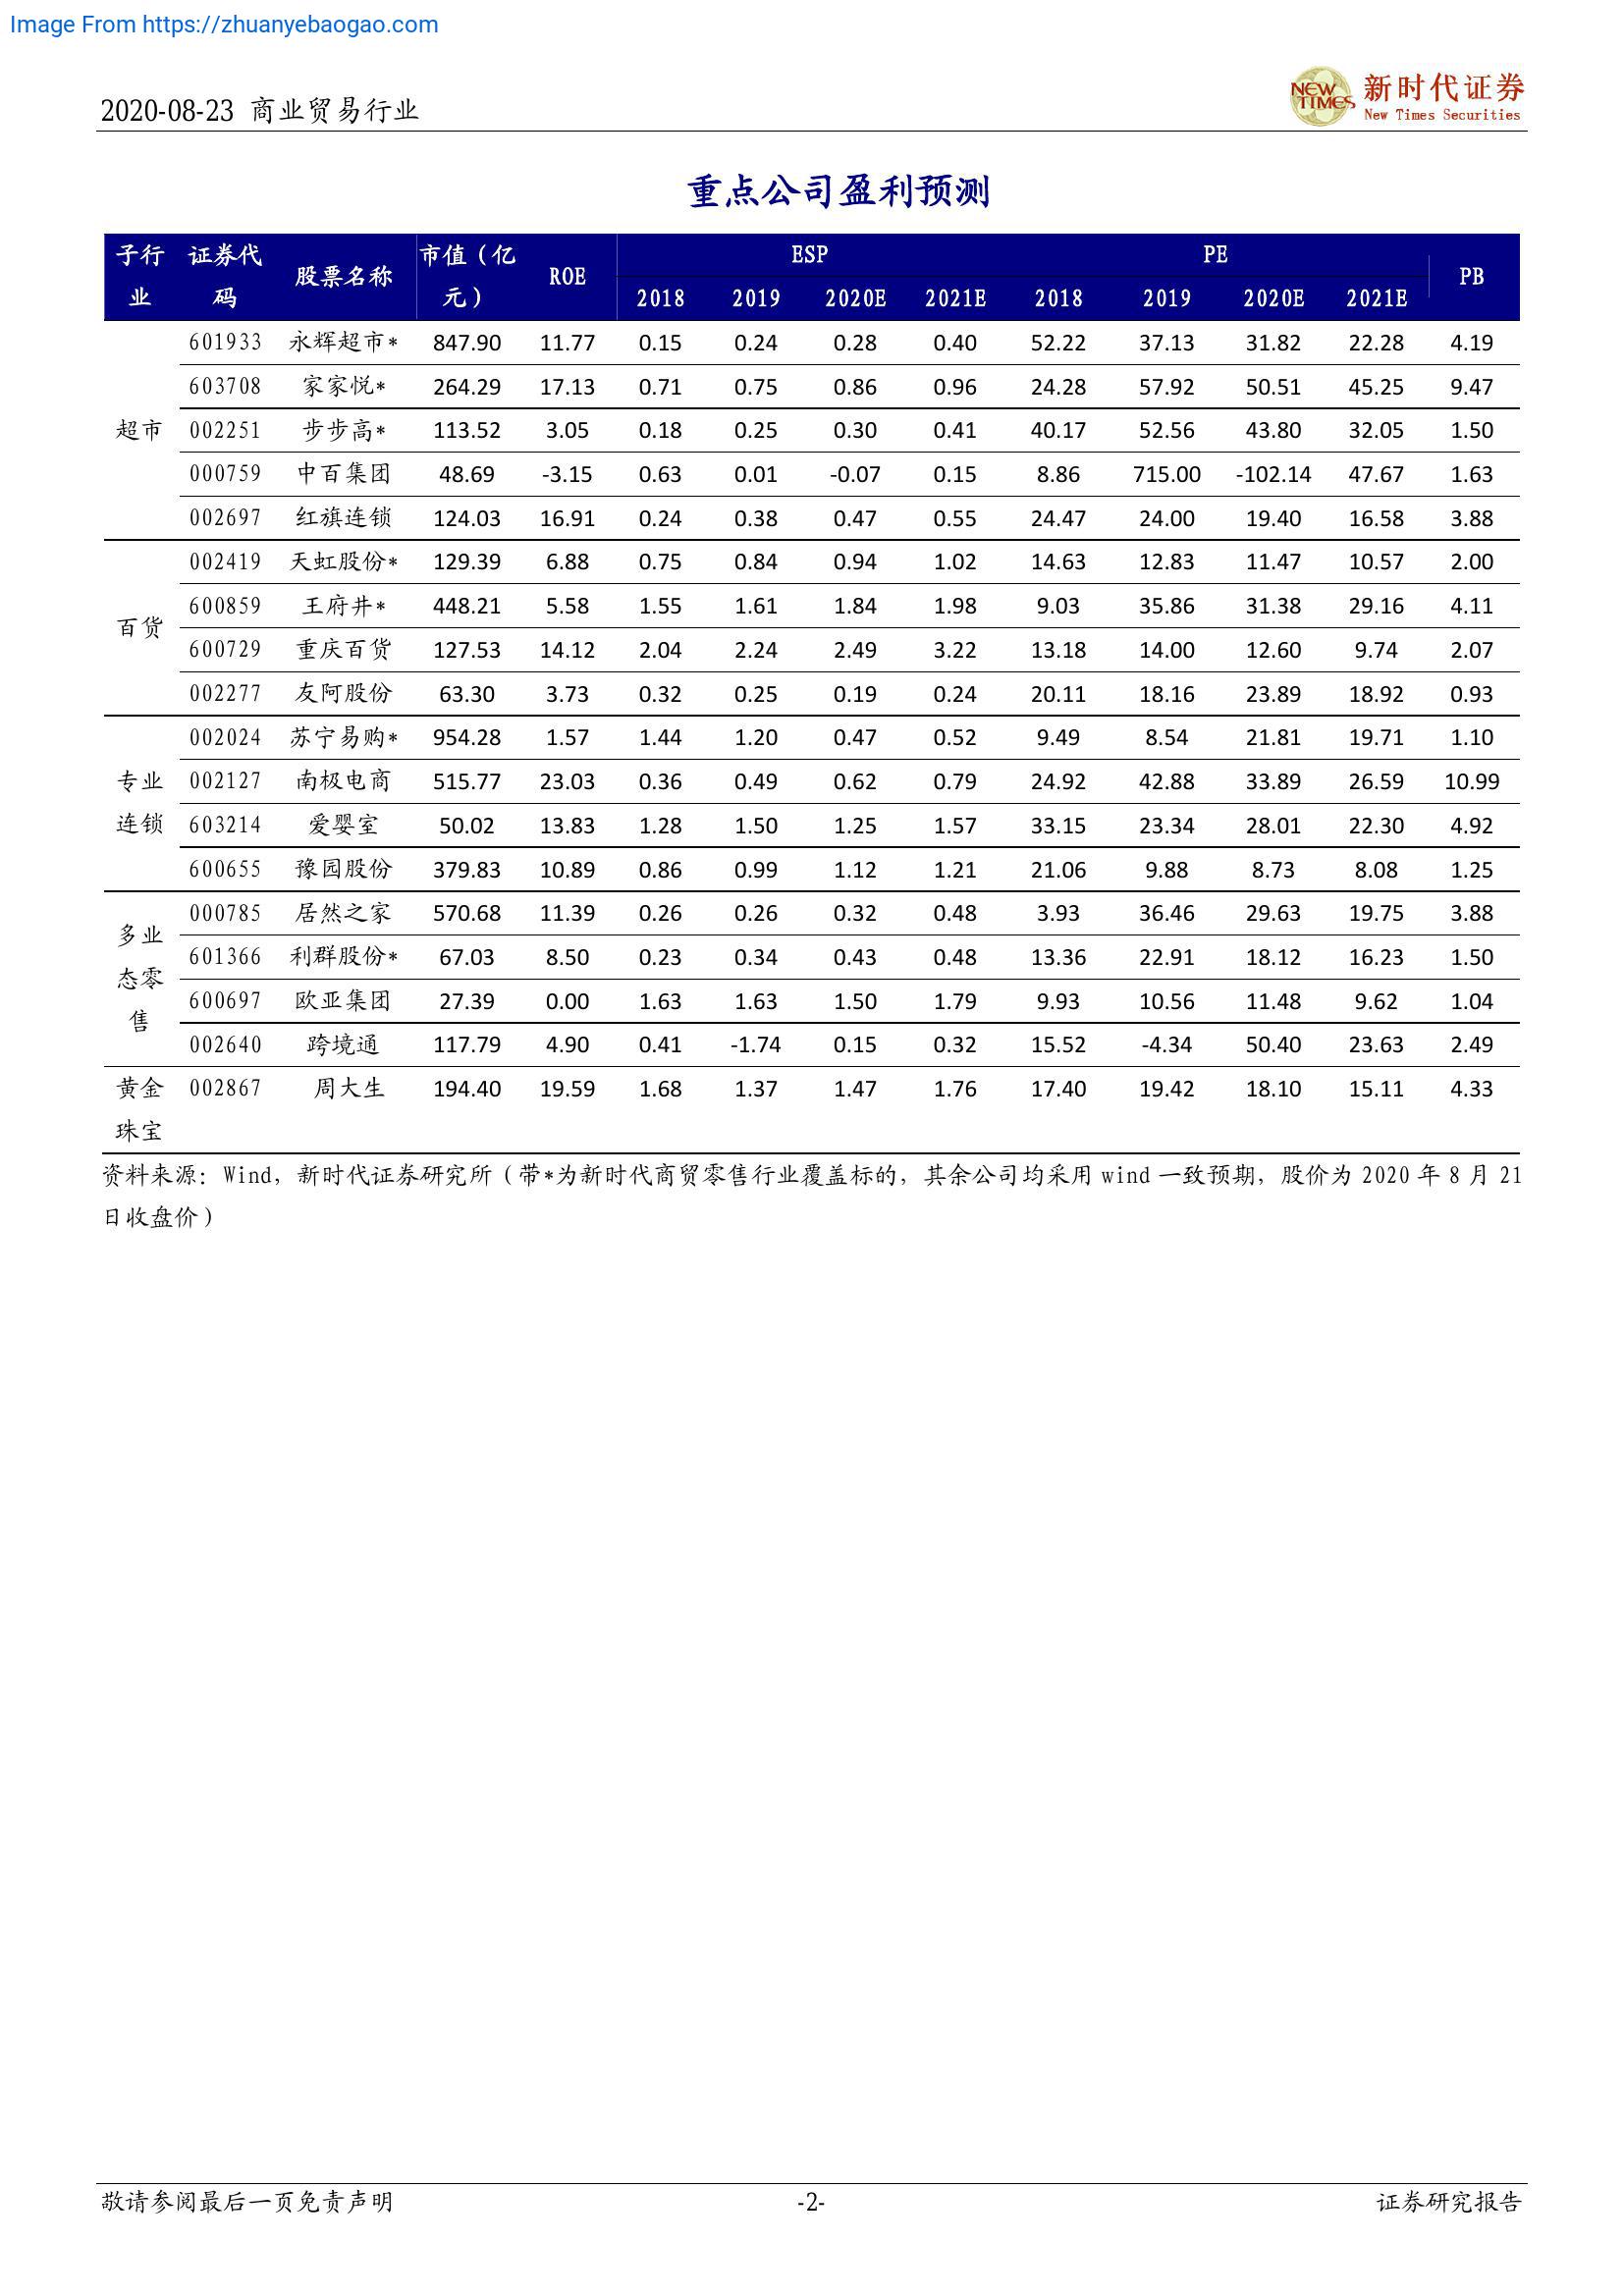 Image From https://zhuanyebaogao.com
2020-08-23 商业贸易行业
NEW TIMES 新时代证券
New Times Securities
重点公司盈利预测
子行业 证券代码 股票名称 市值（亿元） ROE ESP PE PB
2018 2019 2020E 2021E 2018 2019 2020E 2021E
超市
601933 永辉超市* 847.90 11.77 0.15 0.24 0.28 0.40 52.22 37.13 31.82 22.28 4.19
603708 家家悦* 264.29 17.13 0.71 0.75 0.86 0.96 24.28 57.92 50.51 45.25 9.47
002251 步步高* 113.52 3.05 0.18 0.25 0.30 0.41 40.17 52.56 43.80 32.05 1.50
000759 中百集团 48.69 -3.15 0.63 0.01 -0.07 0.15 8.86 715.00 -102.14 47.67 1.63
002697 红旗连锁 124.03 16.91 0.24 0.38 0.47 0.55 24.47 24.00 19.40 16.58 3.88
百货
002419 天虹股份* 129.39 6.88 0.75 0.84 0.94 1.02 14.63 12.83 11.47 10.57 2.00
600859 王府井* 448.21 5.58 1.55 1.61 1.84 1.98 9.03 35.86 31.38 29.16 4.11
600729 重庆百货 127.53 14.12 2.04 2.24 2.49 3.22 13.18 14.00 12.60 9.74 2.07
002277 友阿股份 63.30 3.73 0.32 0.25 0.19 0.24 20.11 18.16 23.89 18.92 0.93
专业连锁
002024 苏宁易购* 954.28 1.57 1.44 1.20 0.47 0.52 9.49 8.54 21.81 19.71 1.10
002127 南极电商 515.77 23.03 0.36 0.49 0.62 0.79 24.92 42.88 33.89 26.59 10.99
603214 爱婴室 50.02 13.83 1.28 1.50 1.25 1.57 33.15 23.34 28.01 22.30 4.92
600655 豫园股份 379.83 10.89 0.86 0.99 1.12 1.21 21.06 9.88 8.73 8.08 1.25
多业态零售
000785 居然之家 570.68 11.39 0.26 0.26 0.32 0.48 3.93 36.46 29.63 19.75 3.88
601366 利群股份* 67.03 8.50 0.23 0.34 0.43 0.48 13.36 22.91 18.12 16.23 1.50
600697 欧亚集团 27.39 0.00 1.63 1.63 1.50 1.79 9.93 10.56 11.48 9.62 1.04
002640 跨境通 117.79 4.90 0.41 -1.74 0.15 0.32 15.52 -4.34 50.40 23.63 2.49
黄金珠宝
002867 周大生 194.40 19.59 1.68 1.37 1.47 1.76 17.40 19.42 18.10 15.11 4.33
资料来源：Wind，新时代证券研究所（带*为新时代商贸零售行业覆盖标的，其余公司均采用 wind 一致预期，股价为 2020 年 8 月 21
日收盘价）
敬请参阅最后一页免责声明 -2- 证券研究报告